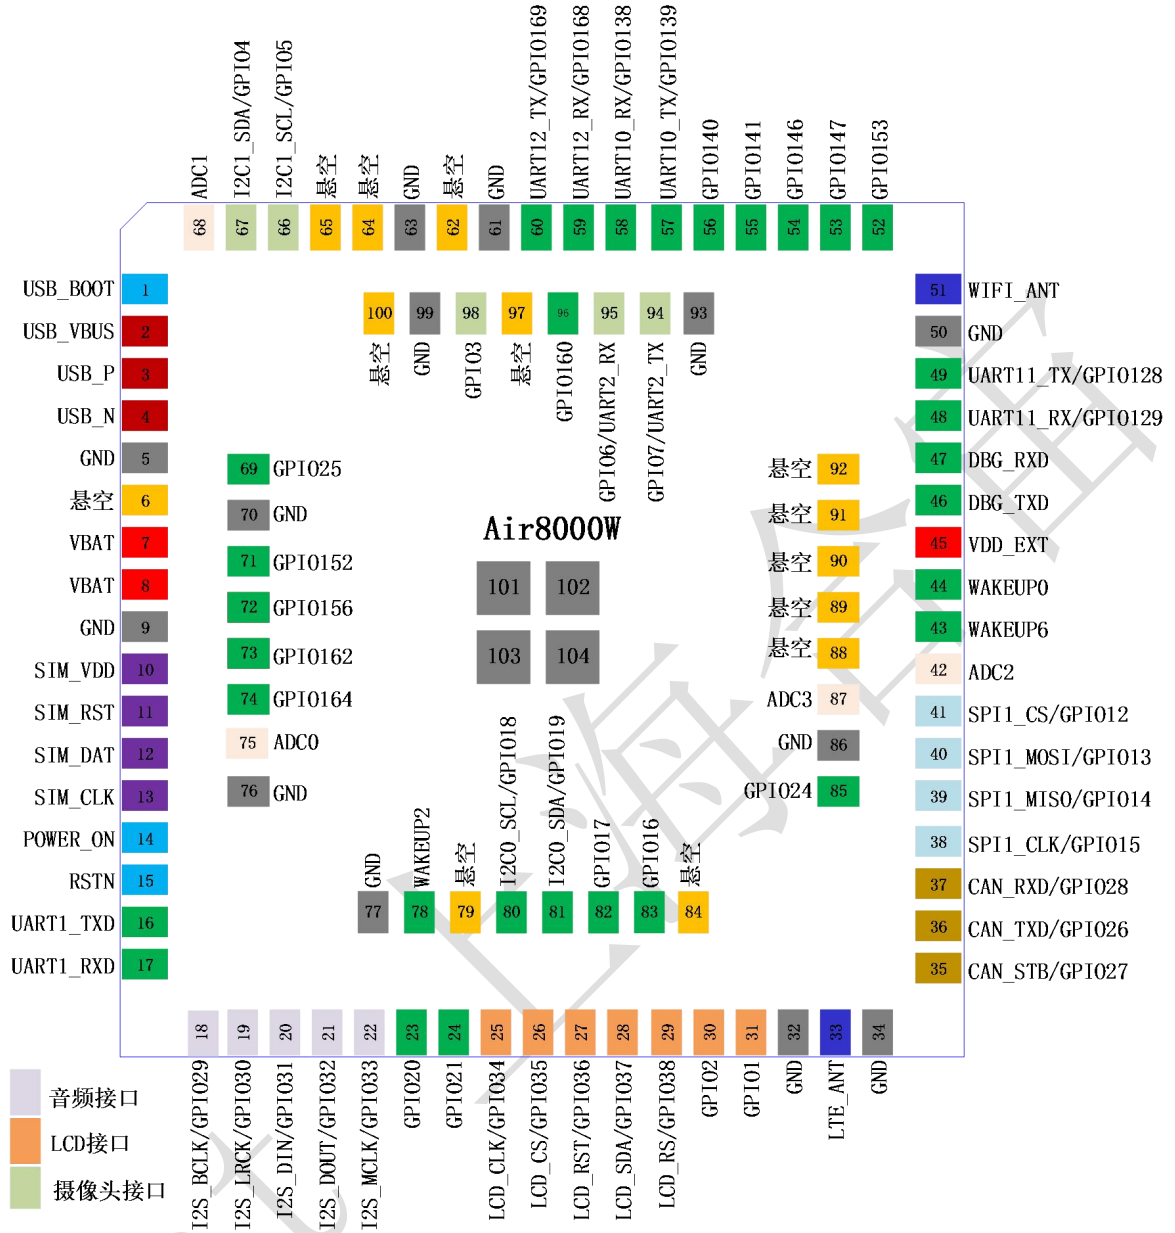 UART12_TX/GPIO169
UART12_RX/GPIO168
UART10_RX/GPIO138
UART10_TX/GPIO139
ADC1
I2C1_SDA/GPIO4
I2C1_SCL/GPIO5
悬空
悬空
GND
悬空
GND
GPIO140
GPIO141
GPIO146
GPIO147
GPIO153
68 67 66 65 64 63 62 61 60 59 58 57 56 55 54 53 52
USB_BOOT 1
USB_VBUS 2
USB_P 3
USB_N 4
GND 5
悬空 6
VBAT 7
VBAT 8
GND 9
SIM_VDD 10
SIM_RST 11
SIM_DAT 12
SIM_CLK 13
POWER_ON 14
RSTN 15
UART1_TXD 16
UART1_RXD 17
100 99 98 97 96 95 94 93
悬空
GND
GPIO3
悬空
GPIO160
GPIO6/UART2_RX
GPIO7/UART2_TX
GND
69 GPIO25
70 GND
71 GPIO152
72 GPIO156
73 GPIO162
74 GPIO164
75 ADC0
76 GND
Air8000W
101 102
103 104
悬空 92
悬空 91
悬空 90
悬空 89
悬空 88
ADC3 87
GND 86
GPIO24 85
GND
WAKEUP2
悬空
I2C0_SCL/GPIO18
I2C0_SDA/GPIO19
GPIO17
GPIO16
悬空
77 78 79 80 81 82 83 84
51 WIFI_ANT
50 GND
49 UART11_TX/GPIO128
48 UART11_RX/GPIO129
47 DBG_RXD
46 DBG_TXD
45 VDD_EXT
44 WAKEUP0
43 WAKEUP6
42 ADC2
41 SPI1_CS/GPIO12
40 SPI1_MOSI/GPIO13
39 SPI1_MISO/GPIO14
38 SPI1_CLK/GPIO15
37 CAN_RXD/GPIO28
36 CAN_TXD/GPIO26
35 CAN_STB/GPIO27
18 19 20 21 22 23 24 25 26 27 28 29 30 31 32 33 34
I2S_BCLK/GPIO29
I2S_LRCK/GPIO30
I2S_DIN/GPIO31
I2S_DOUT/GPIO32
I2S_MCLK/GPIO33
GPIO20
GPIO21
LCD_CLK/GPIO34
LCD_CS/GPIO35
LCD_RST/GPIO36
LCD_SDA/GPIO37
LCD_RS/GPIO38
GPIO2
GPIO1
GND
LTE_ANT
GND
音频接口
LCD接口
摄像头接口
上海合宙